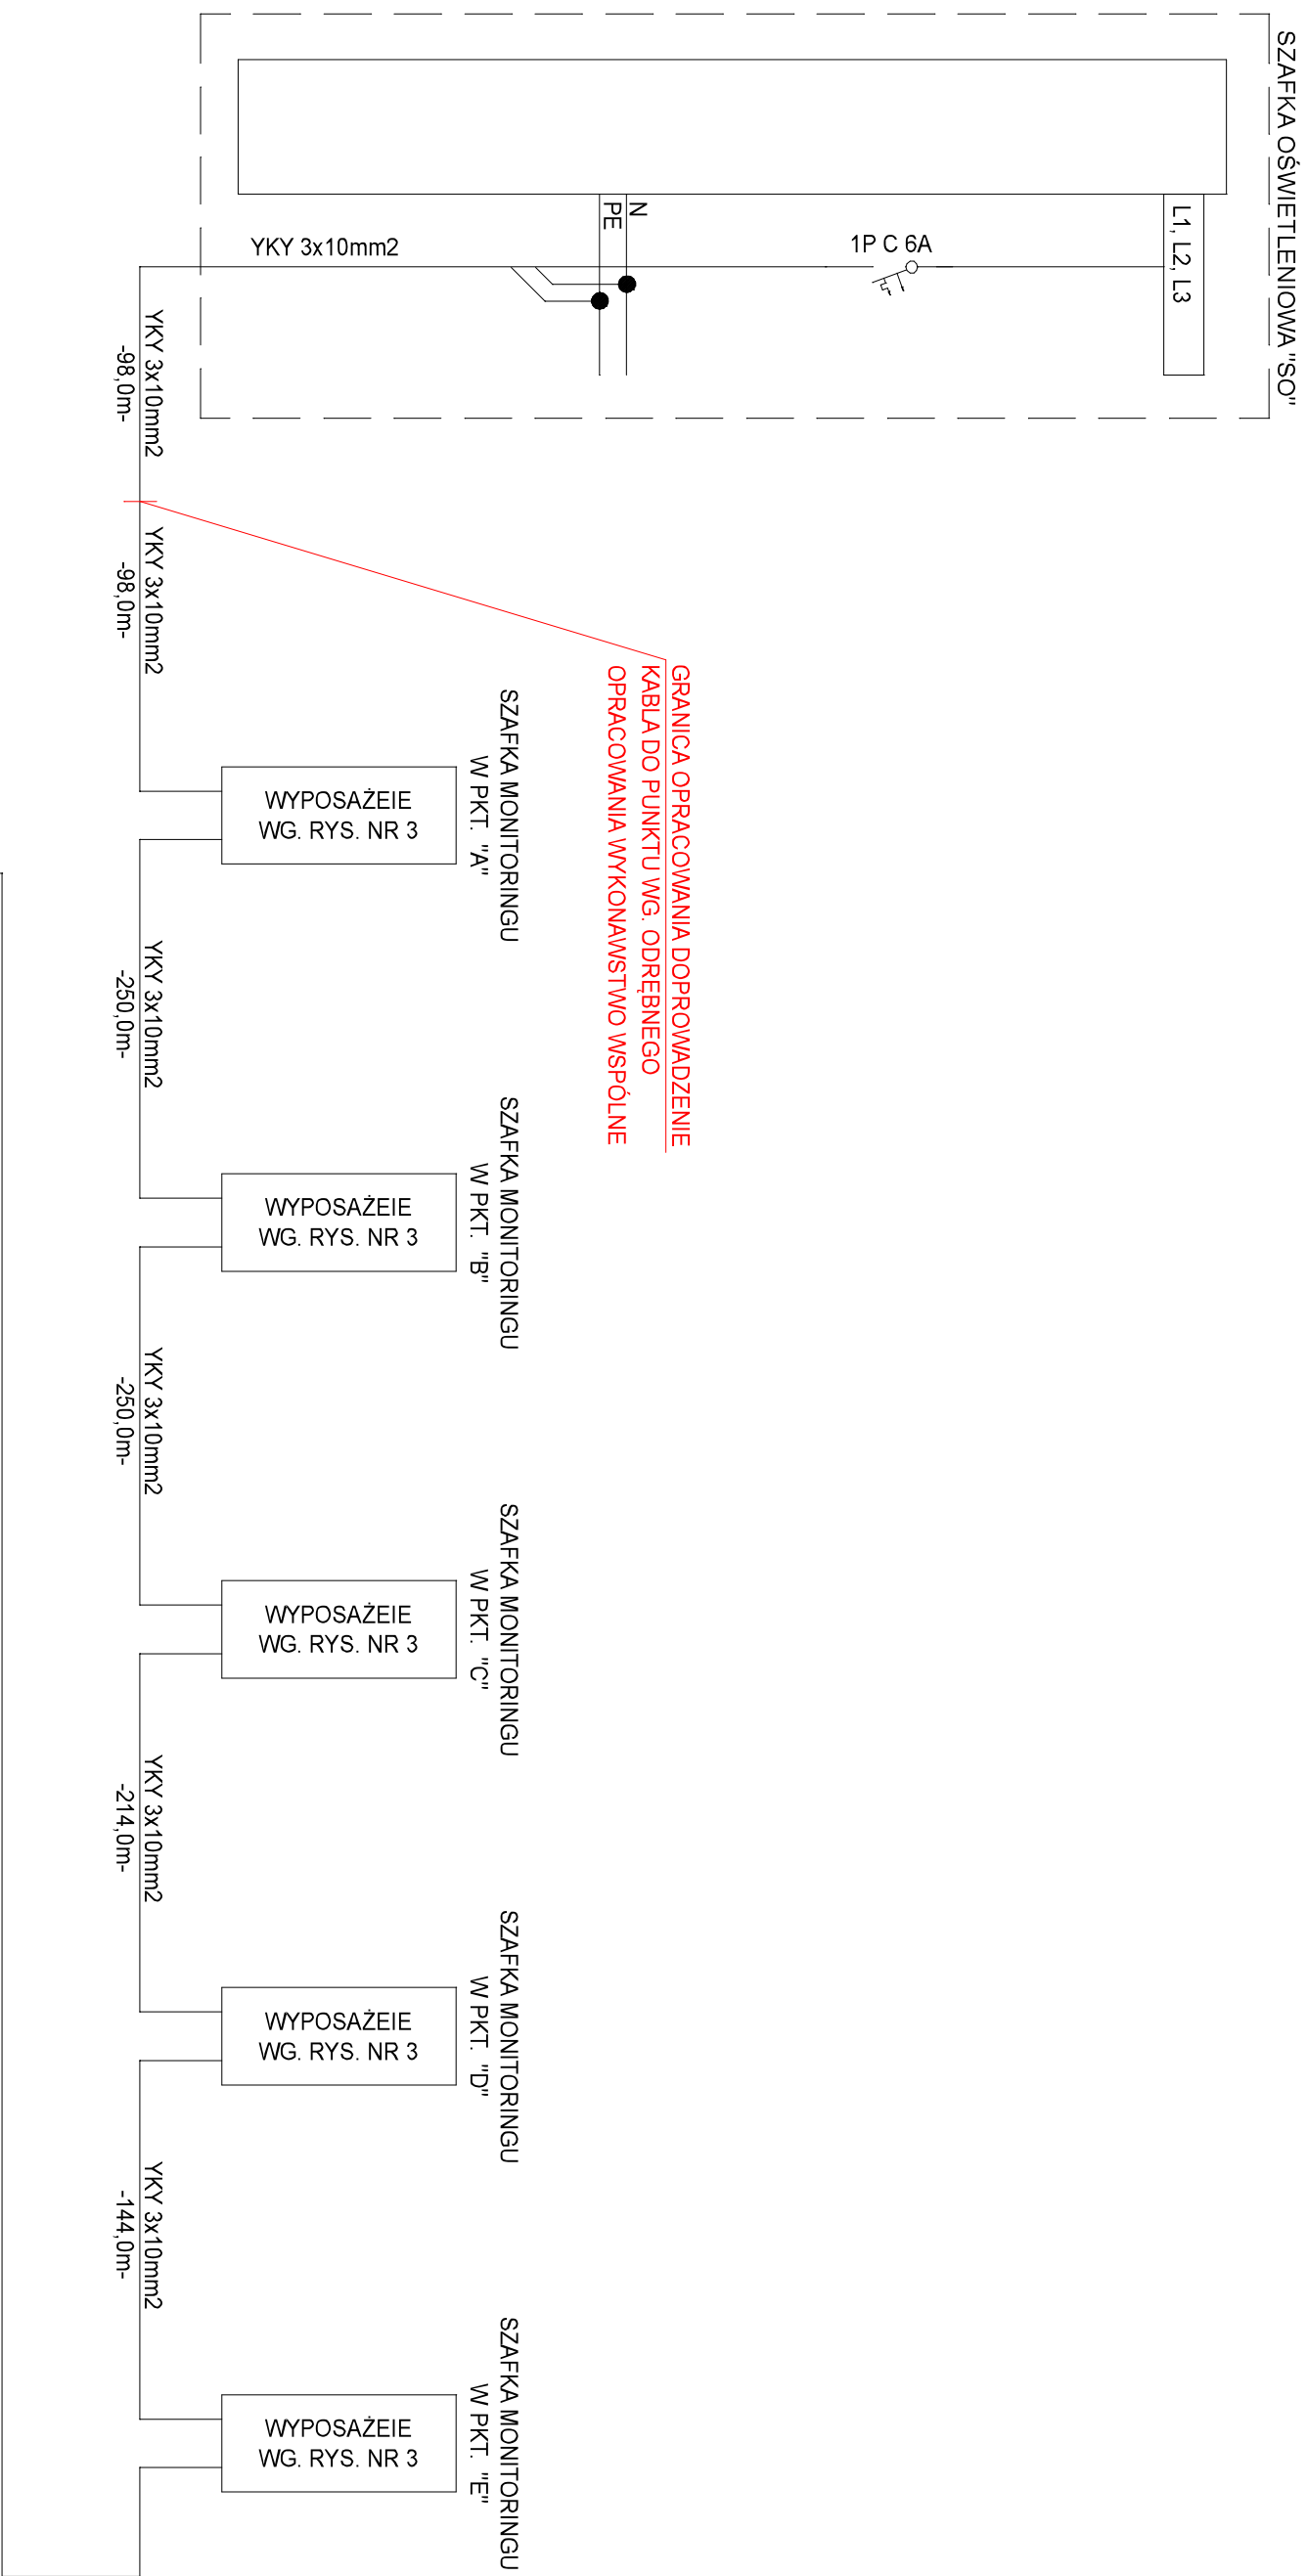 SZAFKA OŚWIETLENIOWA "SO"
L1, L2, L3
1P C 6A
N
PE
YKY 3x10mm2
YKY 3x10mm2
-98,0m-
YKY 3x10mm2
-98,0m-
GRANICA OPRACOWANIA DOPROWADZENIE
KABLA DO PUNKTU WG. ODRĘBNEGO
OPRACOWANIA WYKONAWSTWO WSPÓLNE
SZAFKA MONITORINGU
W PKT. "A"
WYPOSAŻEIE
WG. RYS. NR 3
YKY 3x10mm2
-250,0m-
SZAFKA MONITORINGU
W PKT. "B"
WYPOSAŻEIE
WG. RYS. NR 3
YKY 3x10mm2
-250,0m-
SZAFKA MONITORINGU
W PKT. "C"
WYPOSAŻEIE
WG. RYS. NR 3
YKY 3x10mm2
-214,0m-
SZAFKA MONITORINGU
W PKT. "D"
WYPOSAŻEIE
WG. RYS. NR 3
YKY 3x10mm2
-144,0m-
SZAFKA MONITORINGU
W PKT. "E"
WYPOSAŻEIE
WG. RYS. NR 3